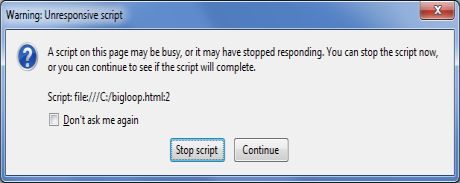 Warning: Unresponsive script
A script on this page may be busy, or it may have stopped responding. You can stop the script now,
or you can continue to see if the script will complete.
Script: file:///C:/bigloop.html:2
Don't ask me again
Stop script Continue